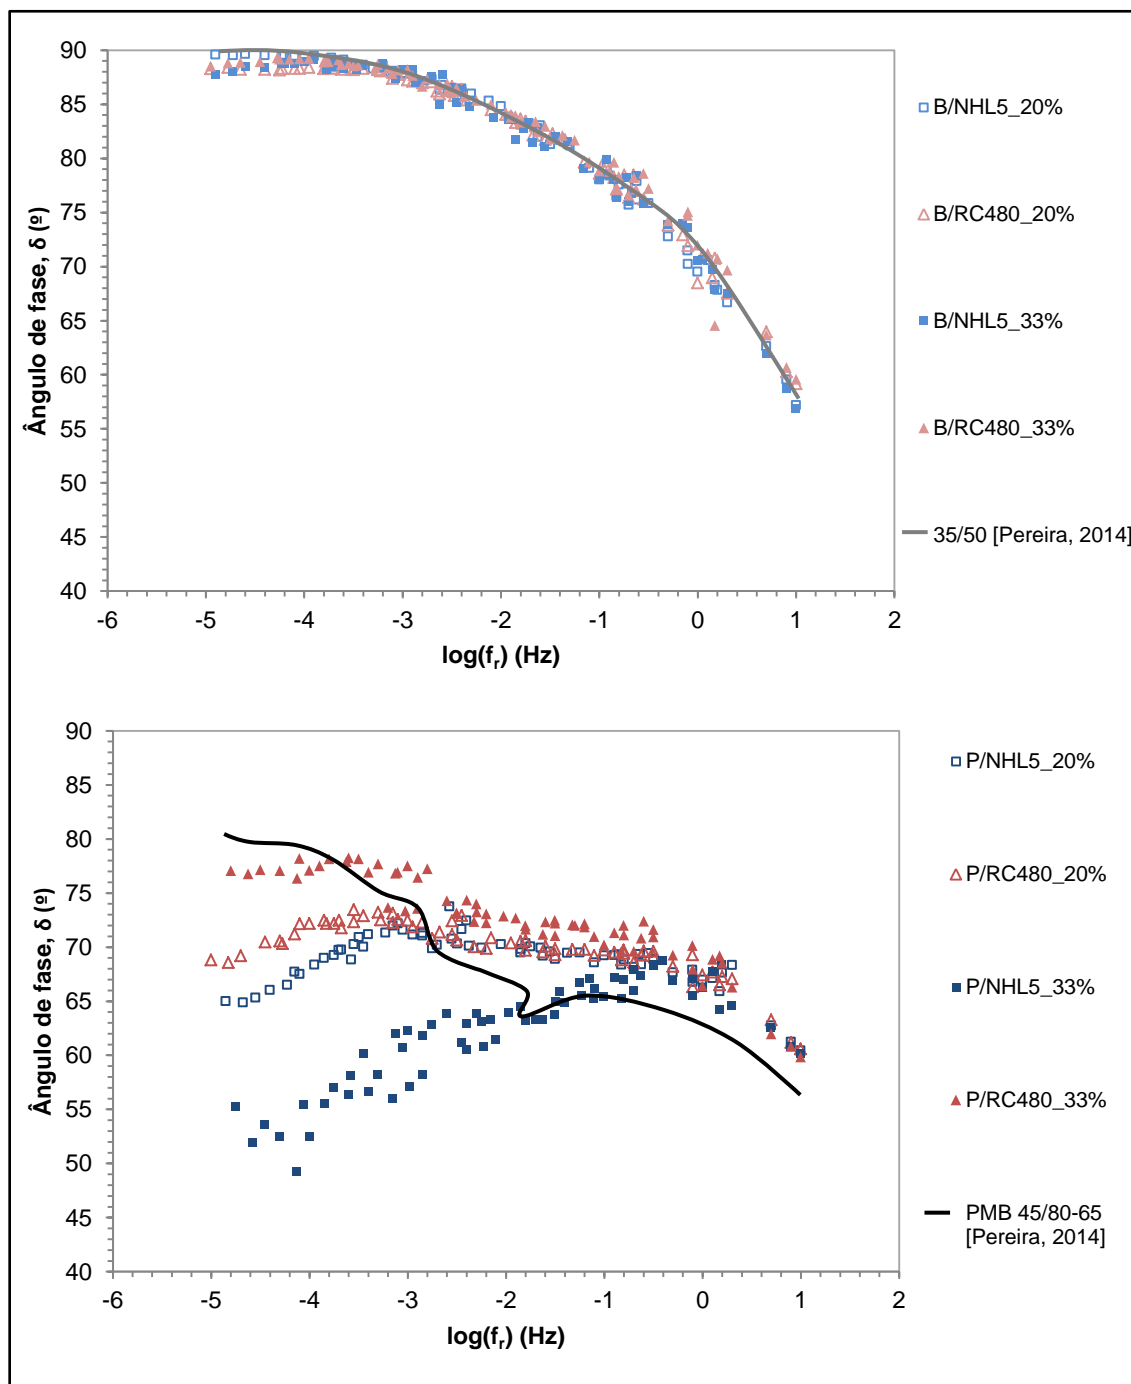 90
85
80
75
70
65
60
55
50
45
40
Ângulo de fase, δ (º)
-6 -5 -4 -3 -2 -1 0 1 2
log(fr) (Hz)
B/NHL5_20%
B/RC480_20%
B/NHL5_33%
B/RC480_33%
35/50 [Pereira, 2014]
90
85
80
75
70
65
60
55
50
45
40
Ângulo de fase, δ (º)
-6 -5 -4 -3 -2 -1 0 1 2
log(fr) (Hz)
P/NHL5_20%
P/RC480_20%
P/NHL5_33%
P/RC480_33%
PMB 45/80-65
[Pereira, 2014]